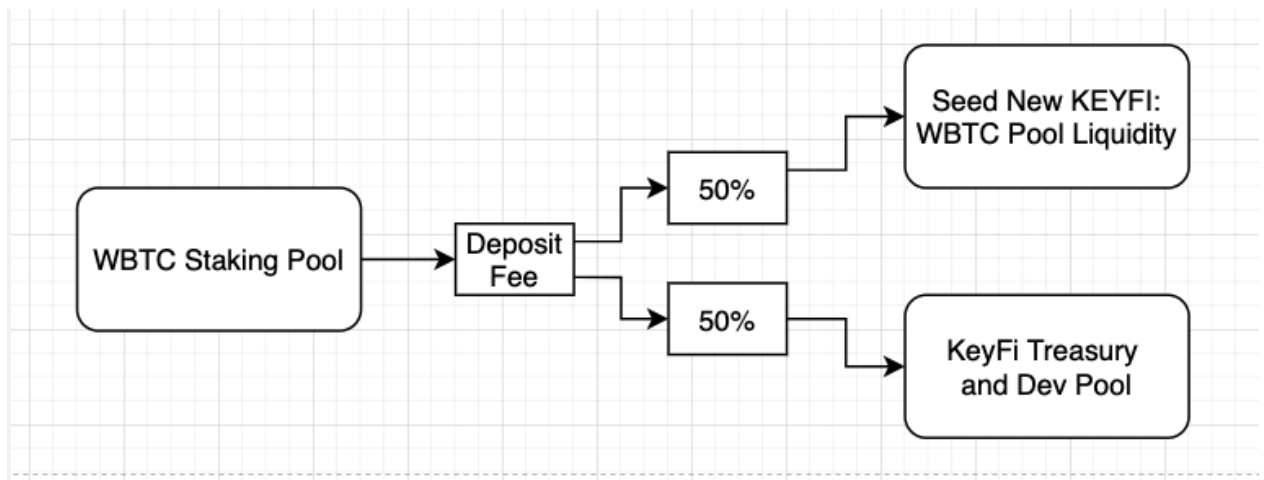 WBTC Staking Pool
Deposit
Fee
50%
50%
Seed New KEYFI:
WBTC Pool Liquidity
KeyFi Treasury
and Dev Pool